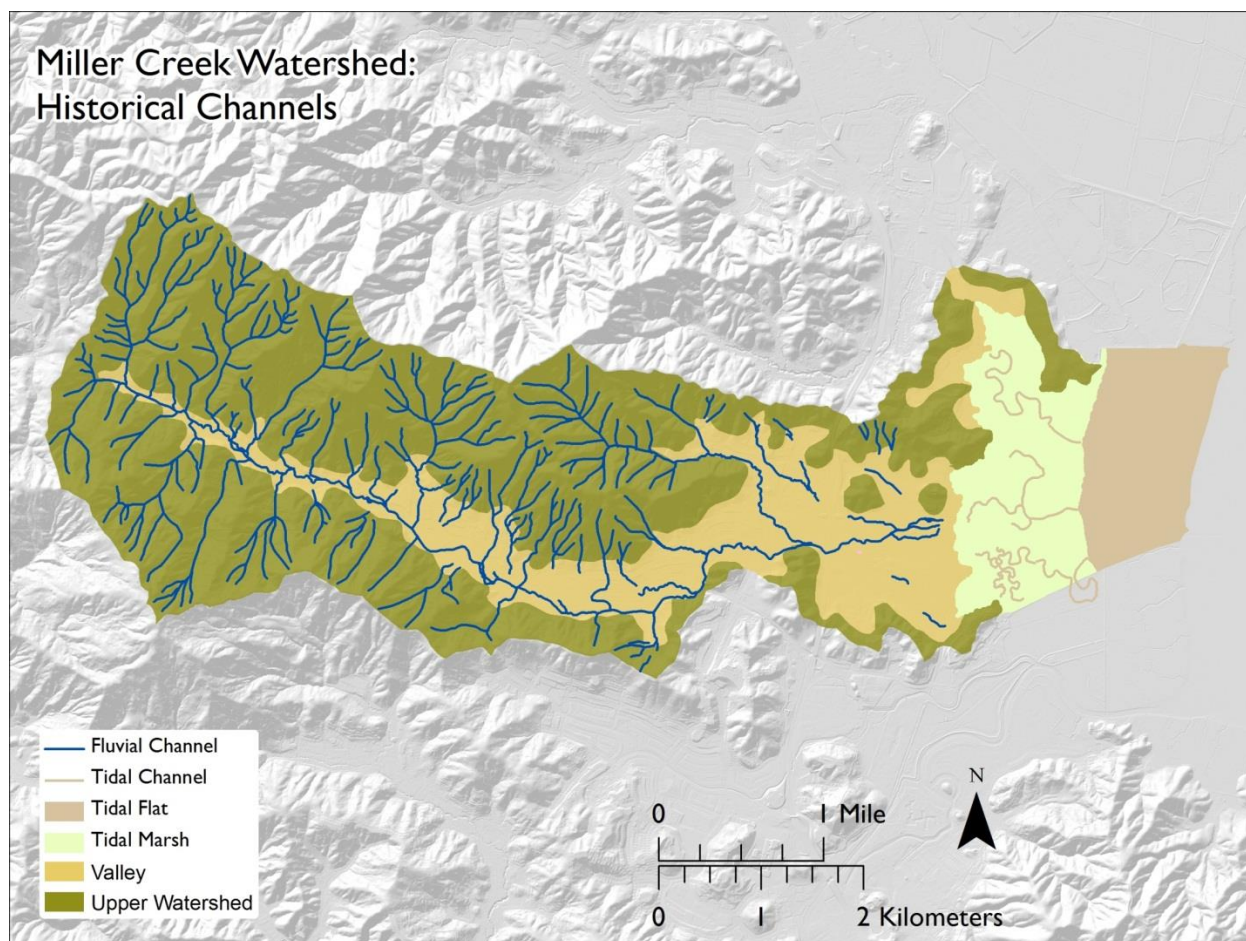 Miller Creek Watershed:
Historical Channels
Fluvial Channel
Tidal Channel
Tidal Flat
Tidal Marsh
Valley
Upper Watershed
0 1 Mile
0 1 2 Kilometers
N